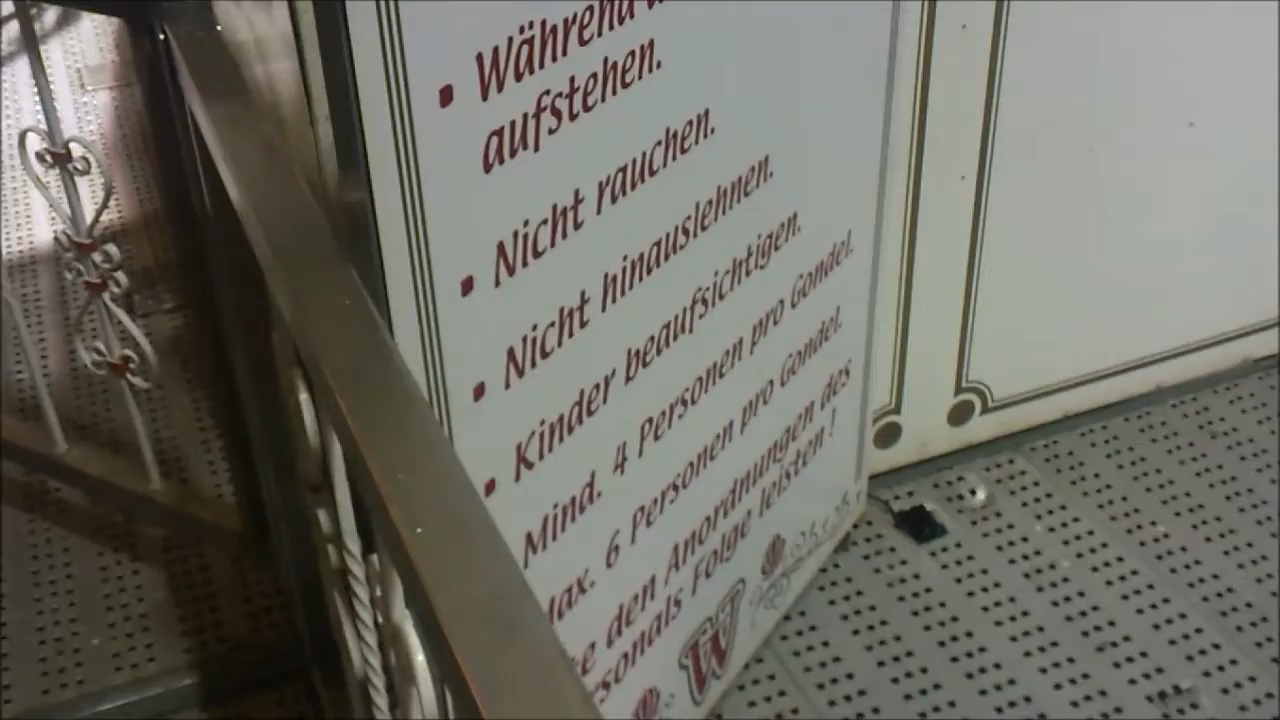 • Während
aufstehen.
• Nicht rauchen.
• Nicht hinauslehnen.
• Kinder beaufsichtigen.
Mind. 4 Personen pro Gondel.
6 Personen pro Gondel.
den Anordnungen des
Folge leisten!
W